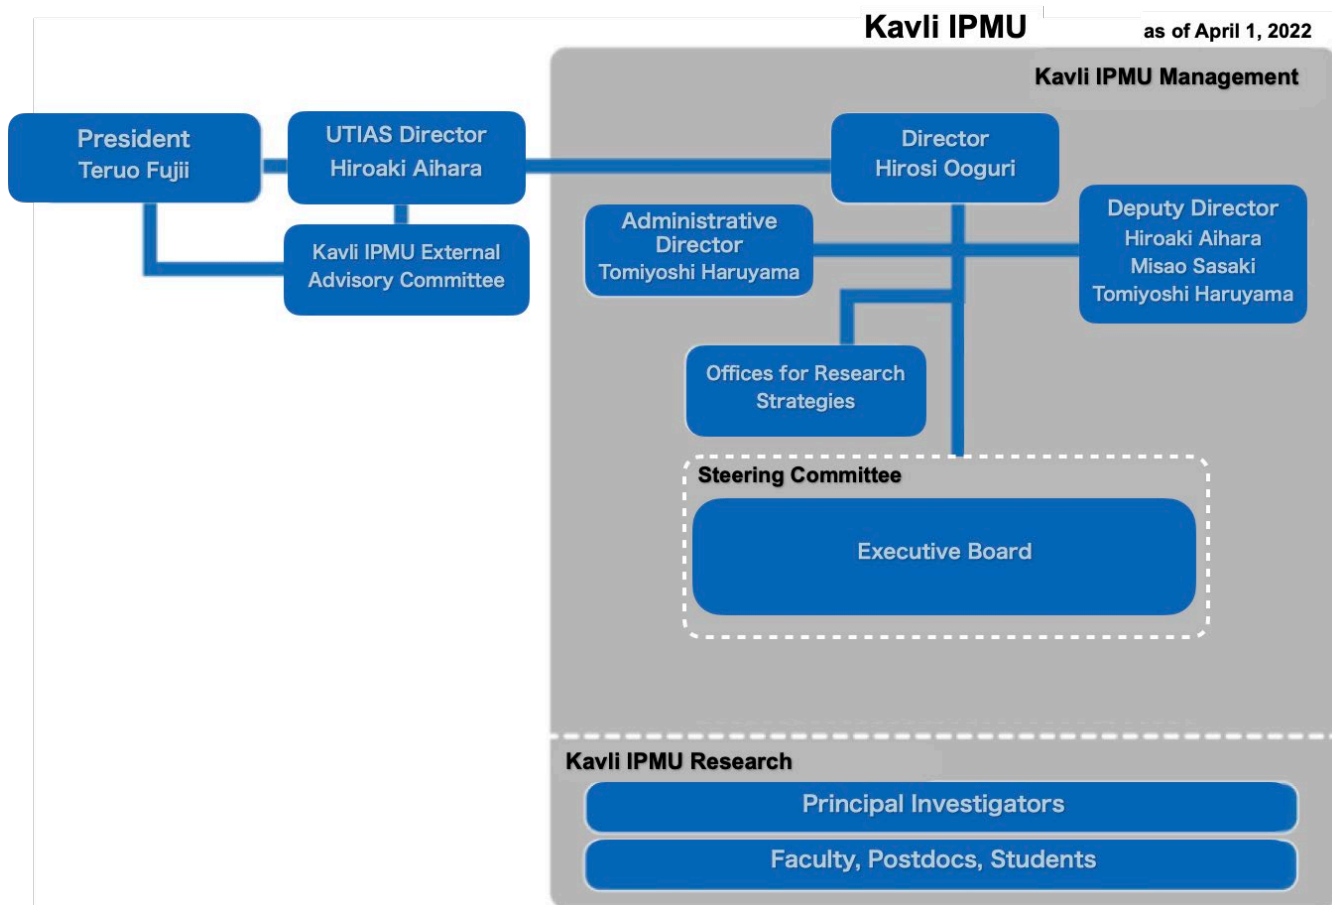 Kavli IPMU
as of April 1, 2022
Kavli IPMU Management
President
Teruo Fujii
UTIAS Director
Hiroaki Aihara
Director
Hirosi Ooguri
Kavli IPMU External
Advisory Committee
Administrative
Director
Tomiyoshi Haruyama
Deputy Director
Hiroaki Aihara
Misao Sasaki
Tomiyoshi Haruyama
Offices for Research
Strategies
Steering Committee
Executive Board
Kavli IPMU Research
Principal Investigators
Faculty, Postdocs, Students